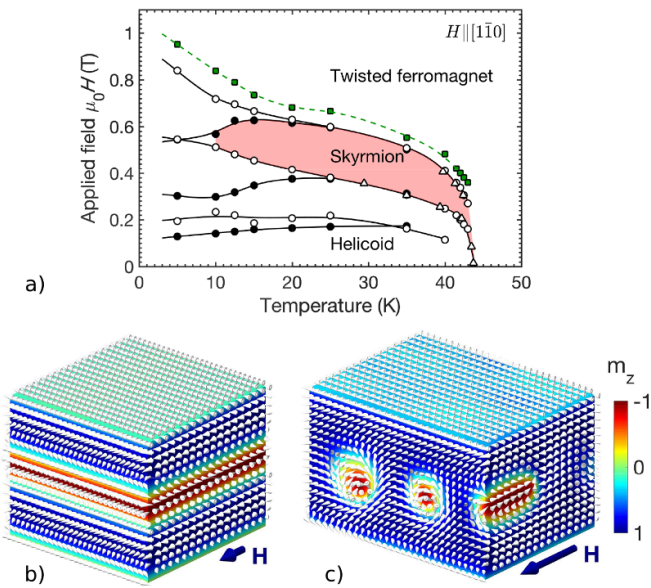 H||[11̄0]
1
0.8
0.6
0.4
0.2
0
Applied field μ₀H (T)
Twisted ferromagnet
Skyrmion
Helicoid
0 10 20 30 40 50
Temperature (K)
a)
b)
H
c)
H
m_z
-1
0
1